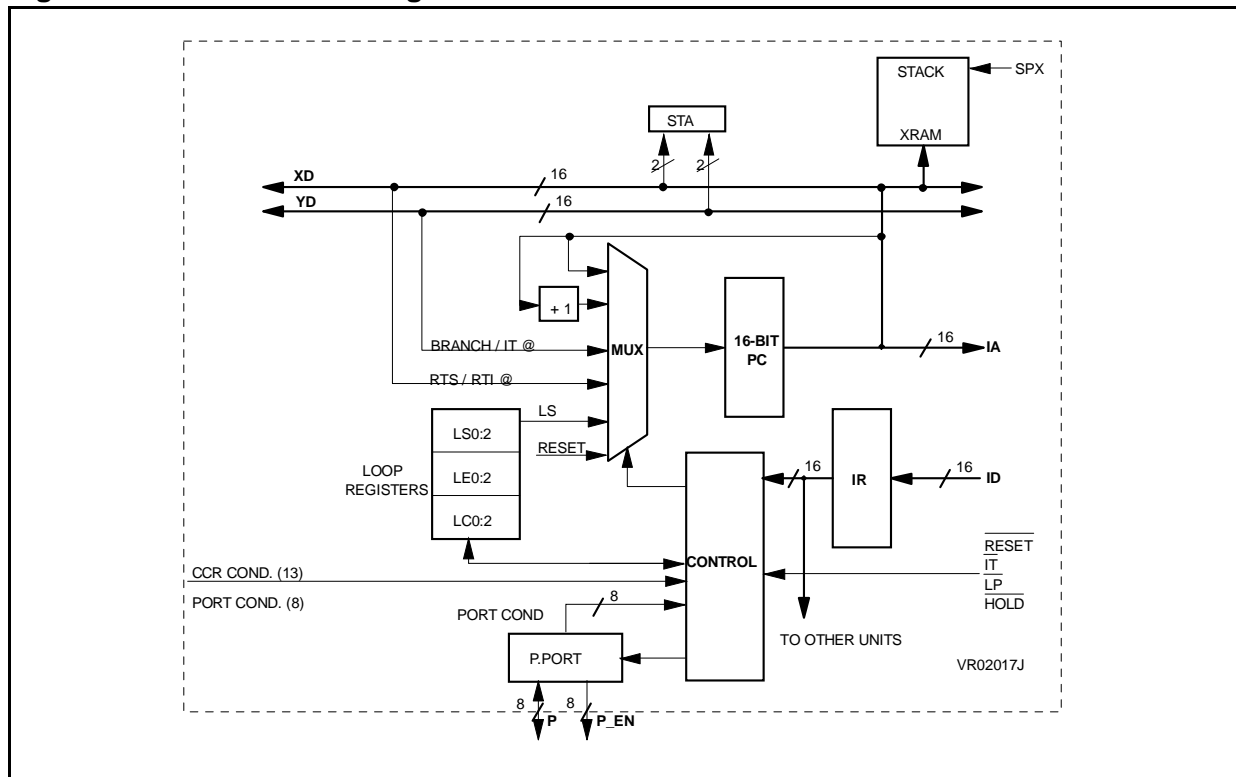 STACK
SPX
STA
XRAM
2
2
XD
16
YD
16
+ 1
MUX
16-BIT
PC
16
IA
BRANCH / IT @
RTS / RTI @
LS
RESET
LS0:2
LE0:2
LC0:2
LOOP
REGISTERS
16
IR
16
ID
CONTROL
RESET
IT
LP
HOLD
CCR COND. (13)
PORT COND. (8)
PORT COND
8
P.PORT
TO OTHER UNITS
VR02017J
8
P
8
P_EN